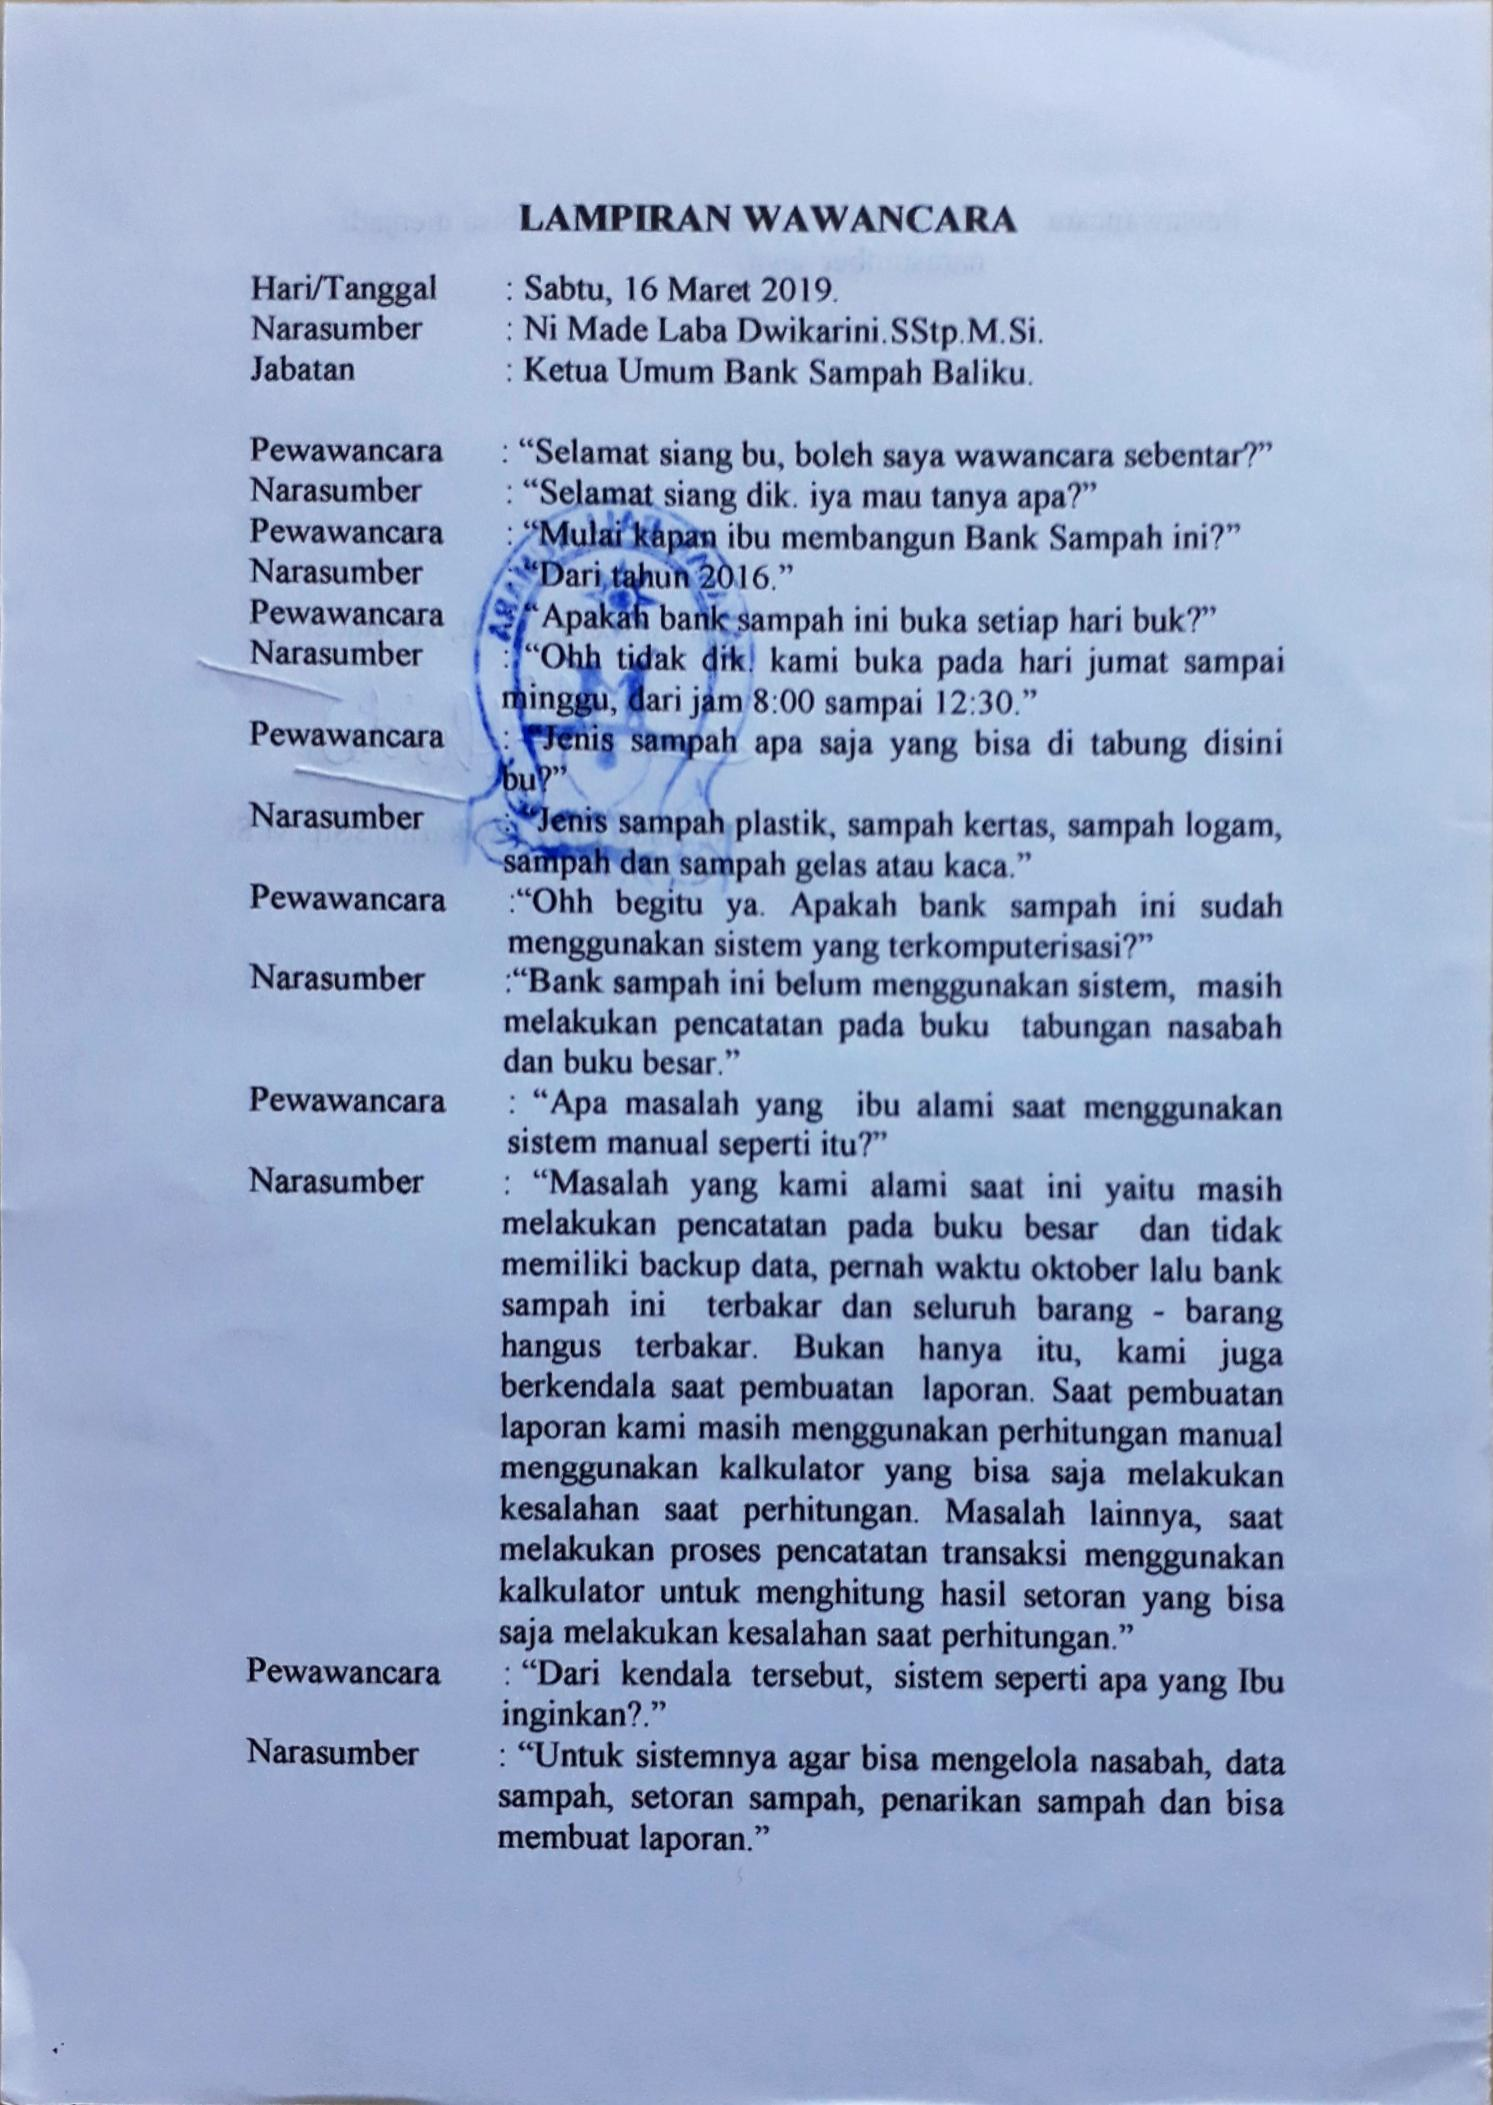 LAMPIRAN WAWANCARA
Hari/Tanggal : Sabtu, 16 Maret 2019.
Narasumber : Ni Made Laba Dwikarini.SStp.M.Si.
Jabatan : Ketua Umum Bank Sampah Baliku.
Pewawancara : “Selamat siang bu, boleh saya wawancara sebentar?”
Narasumber : “Selamat siang dik. iya mau tanya apa?”
Pewawancara : “Mulai kapan ibu membangun Bank Sampah ini?”
Narasumber : “Dari tahun 2016.”
Pewawancara : “Apakah bank sampah ini buka setiap hari buk?”
Narasumber : “Ohh tidak dik. kami buka pada hari jumat sampai
minggu, dari jam 8:00 sampai 12:30.”
Pewawancara : “Jenis sampah apa saja yang bisa di tabung disini
bu?”
Narasumber : “Jenis sampah plastik, sampah kertas, sampah logam,
sampah dan sampah gelas atau kaca.”
Pewawancara :“Ohh begitu ya. Apakah bank sampah ini sudah
menggunakan sistem yang terkomputerisasi?”
Narasumber :“Bank sampah ini belum menggunakan sistem, masih
melakukan pencatatan pada buku tabungan nasabah
dan buku besar.”
Pewawancara : “Apa masalah yang ibu alami saat menggunakan
sistem manual seperti itu?”
Narasumber : “Masalah yang kami alami saat ini yaitu masih
melakukan pencatatan pada buku besar dan tidak
memiliki backup data, pernah waktu oktober lalu bank
sampah ini terbakar dan seluruh barang - barang
hangus terbakar. Bukan hanya itu, kami juga
berkendala saat pembuatan laporan. Saat pembuatan
laporan kami masih menggunakan perhitungan manual
menggunakan kalkulator yang bisa saja melakukan
kesalahan saat perhitungan. Masalah lainnya, saat
melakukan proses pencatatan transaksi menggunakan
kalkulator untuk menghitung hasil setoran yang bisa
saja melakukan kesalahan saat perhitungan.”
Pewawancara : “Dari kendala tersebut, sistem seperti apa yang Ibu
inginkan?.”
Narasumber : “Untuk sistemnya agar bisa mengelola nasabah, data
sampah, setoran sampah, penarikan sampah dan bisa
membuat laporan.”